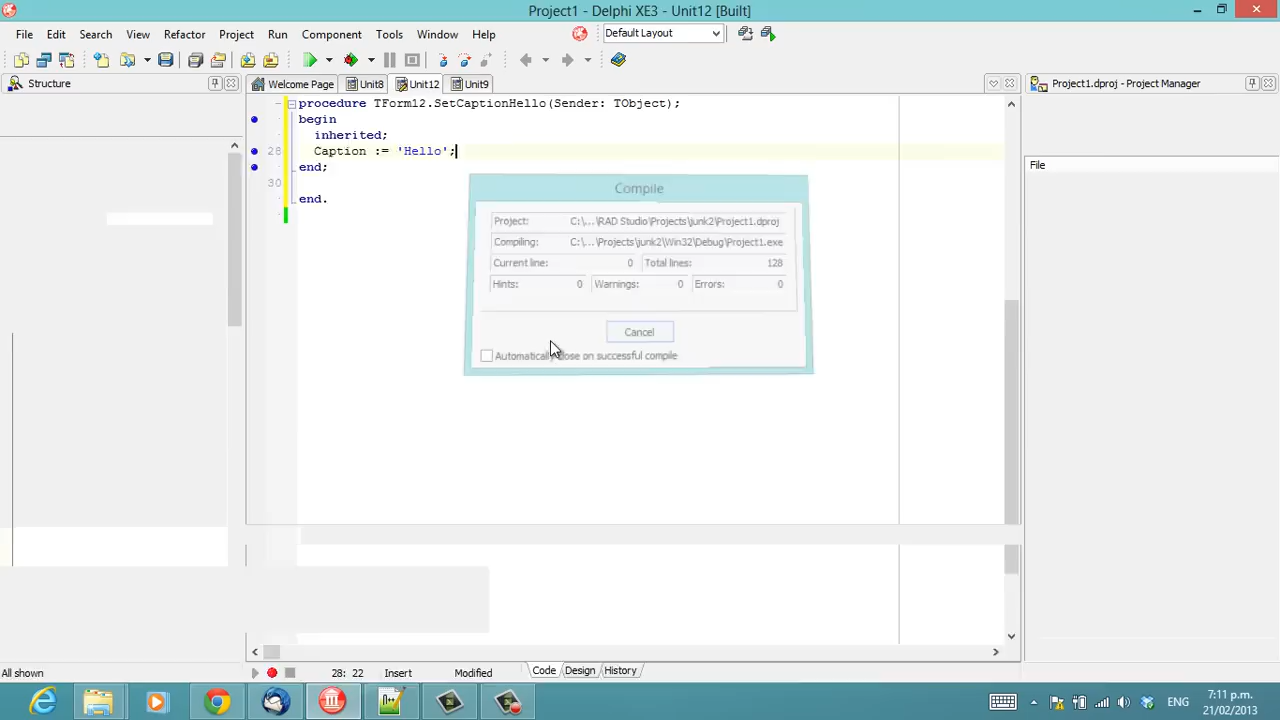 Project1 - Delphi XE3 - Unit12 [Built]
File Edit Search View Refactor Project Run Component Tools Window Help
Default Layout
Structure
Welcome Page Unit8 Unit12 Unit9
Project1.dproj - Project Manager
procedure TForm12.SetCaptionHello(Sender: TObject);
begin
inherited;
28 Caption := 'Hello';
end;
30
end.
File
Compile
Project: C:\...\RAD Studio\Projects\junk2\Project1.dproj
Compiling: C:\...\Projects\junk2\Win32\Debug\Project1.exe
Current line: 0 Total lines: 128
Hints: 0 Warnings: 0 Errors: 0
Cancel
Automatically close on successful compile
All shown
28: 22 Insert Modified Code Design History
ENG
7:11 p.m.
21/02/2013